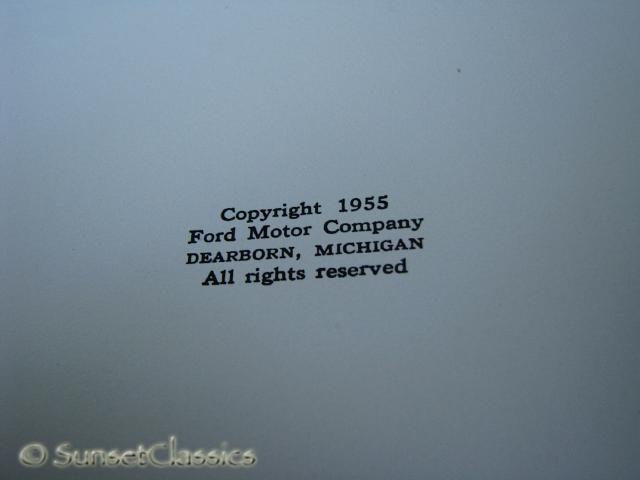 Copyright 1955
Ford Motor Company
DEARBORN, MICHIGAN
All rights reserved
© SunsetClassics